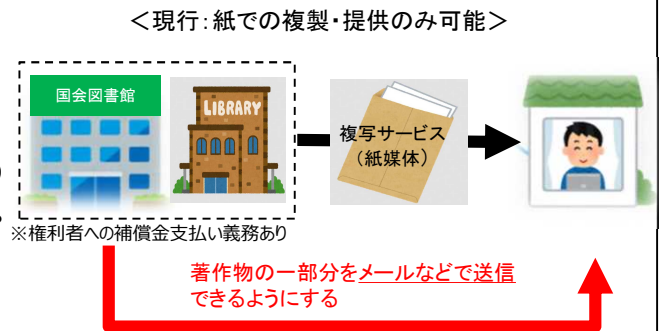 ＜現行：紙での複製・提供のみ可能＞
国会図書館
LIBRARY
複写サービス
（紙媒体）
※権利者への補償金支払い義務あり
著作物の一部分をメールなどで送信
できるようにする